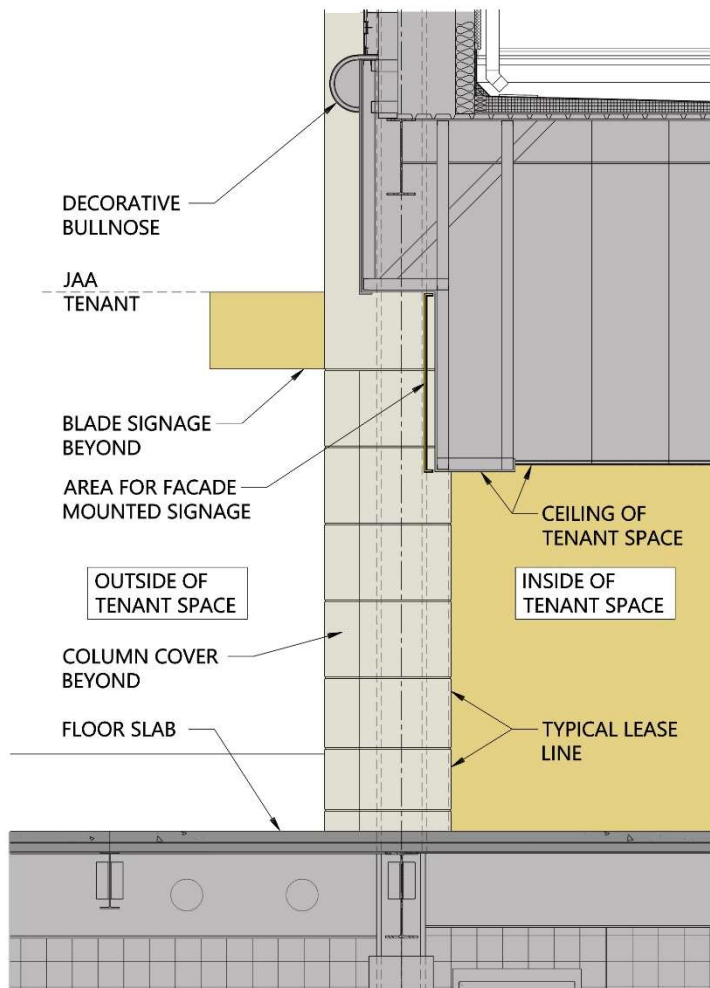 DECORATIVE
BULLNOSE
JAA
TENANT
BLADE SIGNAGE
BEYOND
AREA FOR FACADE
MOUNTED SIGNAGE
CEILING OF
TENANT SPACE
OUTSIDE OF
TENANT SPACE
INSIDE OF
TENANT SPACE
COLUMN COVER
BEYOND
FLOOR SLAB
TYPICAL LEASE
LINE